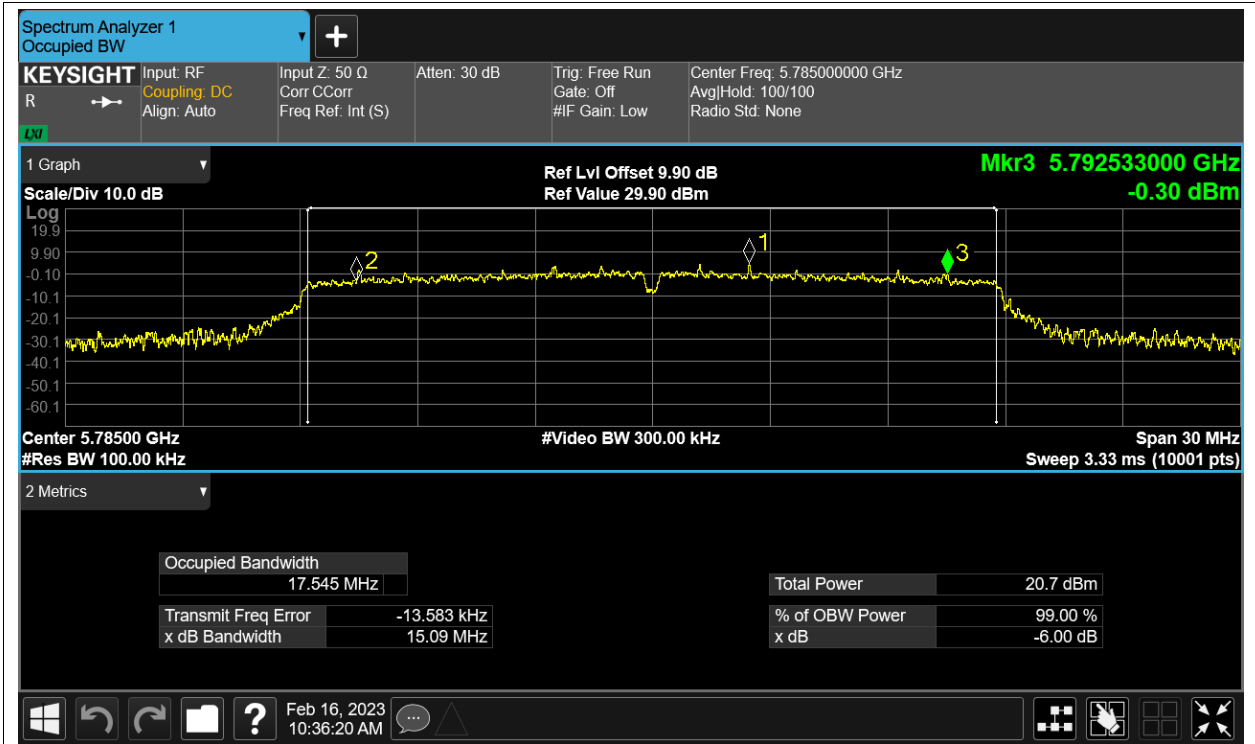 Spectrum Analyzer 1
Occupied BW
KEYSIGHT
R
LXI
Input: RF
Coupling: DC
Align: Auto
Input Z: 50 Ω
Corr CCorr
Freq Ref: Int (S)
Atten: 30 dB
Trig: Free Run
Gate: Off
#IF Gain: Low
Center Freq: 5.785000000 GHz
Avg|Hold: 100/100
Radio Std: None
1 Graph
Scale/Div 10.0 dB
Ref Lvl Offset 9.90 dB
Ref Value 29.90 dBm
Mkr3 5.792533000 GHz
-0.30 dBm
Log
19.9
9.90
-0.10
-10.1
-20.1
-30.1
-40.1
-50.1
-60.1
2
1
3
Center 5.78500 GHz
#Res BW 100.00 kHz
#Video BW 300.00 kHz
Span 30 MHz
Sweep 3.33 ms (10001 pts)
2 Metrics
Occupied Bandwidth
17.545 MHz
Transmit Freq Error -13.583 kHz
x dB Bandwidth 15.09 MHz
Total Power 20.7 dBm
% of OBW Power 99.00 %
x dB -6.00 dB
?
Feb 16, 2023
10:36:20 AM